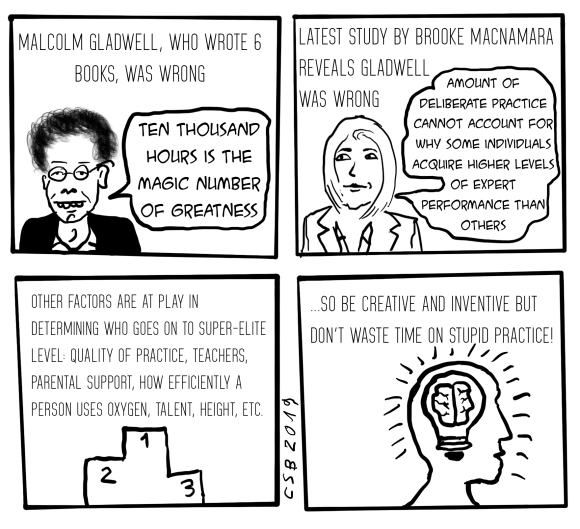 MALCOLM GLADWELL, WHO WROTE 6
BOOKS, WAS WRONG
TEN THOUSAND
HOURS IS THE
MAGIC NUMBER
OF GREATNESS
LATEST STUDY BY BROOKE MACNAMARA
REVEALS GLADWELL
WAS WRONG
AMOUNT OF
DELIBERATE PRACTICE
CANNOT ACCOUNT FOR
WHY SOME INDIVIDUALS
ACQUIRE HIGHER LEVELS
OF EXPERT
PERFORMANCE THAN
OTHERS
OTHER FACTORS ARE AT PLAY IN
DETERMINING WHO GOES ON TO SUPER-ELITE
LEVEL: QUALITY OF PRACTICE, TEACHERS,
PARENTAL SUPPORT, HOW EFFICIENTLY A
PERSON USES OXYGEN, TALENT, HEIGHT, ETC.
1
2
3
CSB2019
...SO BE CREATIVE AND INVENTIVE BUT
DON'T WASTE TIME ON STUPID PRACTICE!